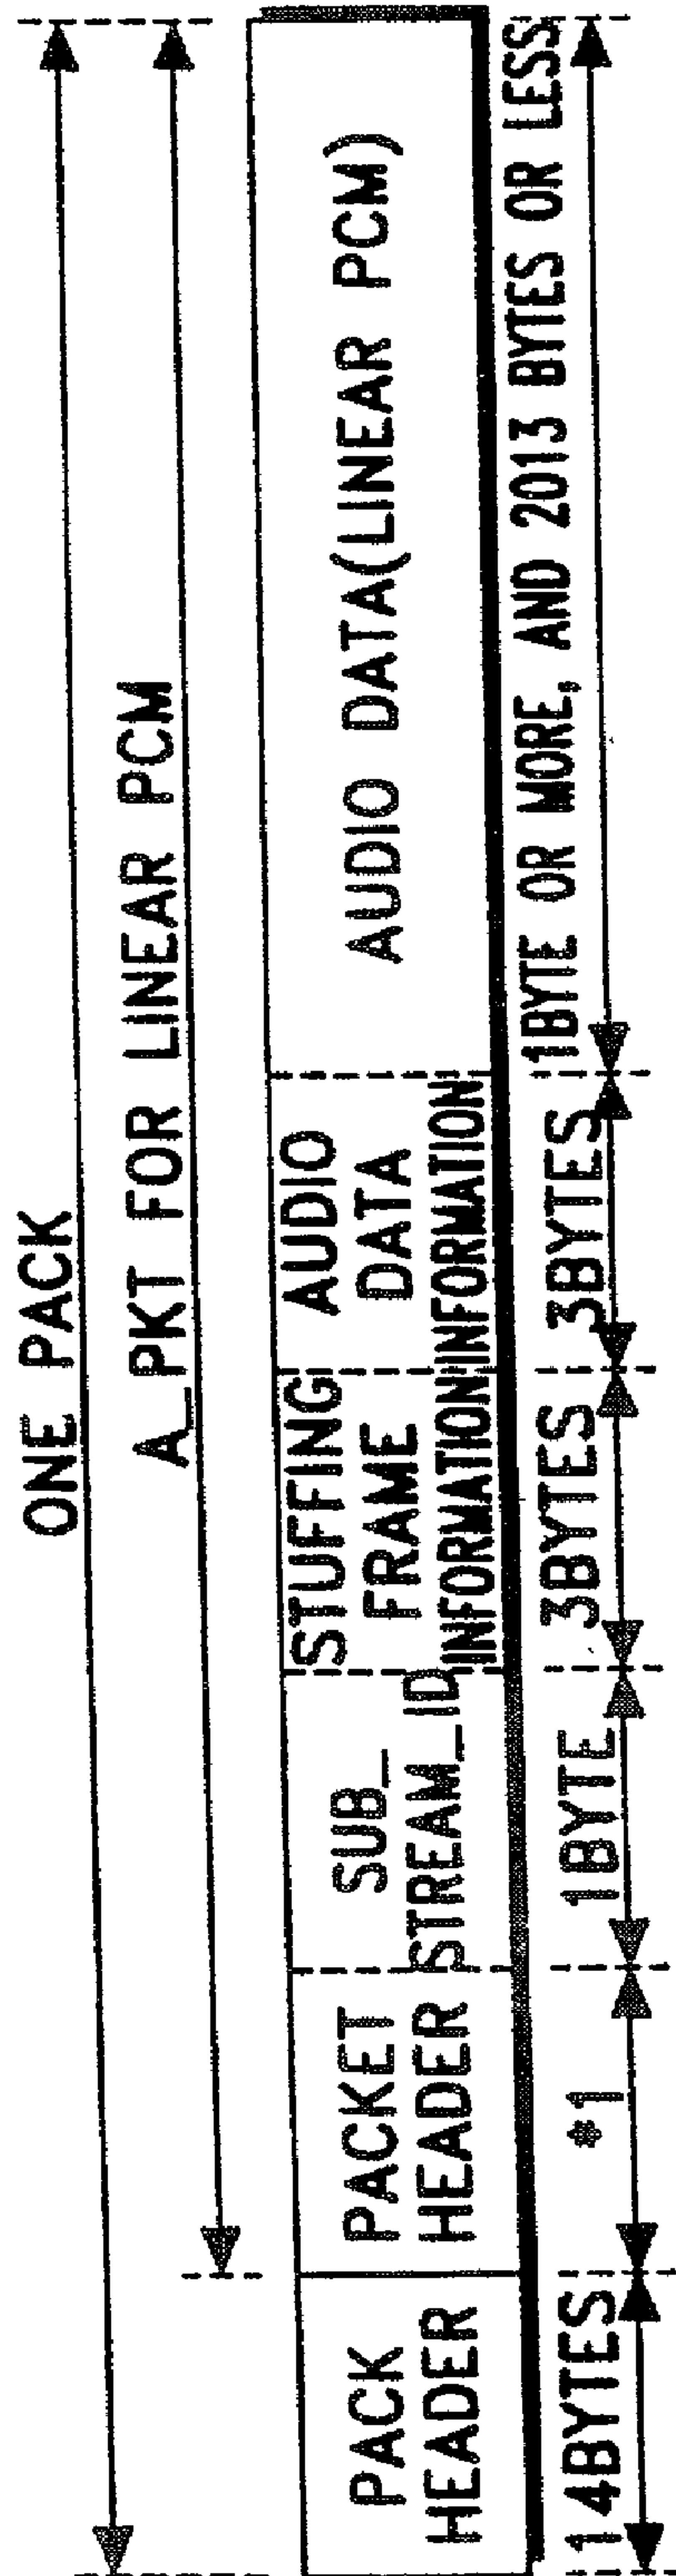 ONE PACK
A_PKT FOR LINEAR PCM
PACK
HEADER
PACKET
HEADER
SUB_
STREAM_ID
STUFFING
FRAME
INFORMATION
AUDIO
DATA
INFORMATION
AUDIO DATA(LINEAR PCM)
14BYTES
*1
1BYTE
3BYTES
3BYTES
1BYTE OR MORE, AND 2013 BYTES OR LESS